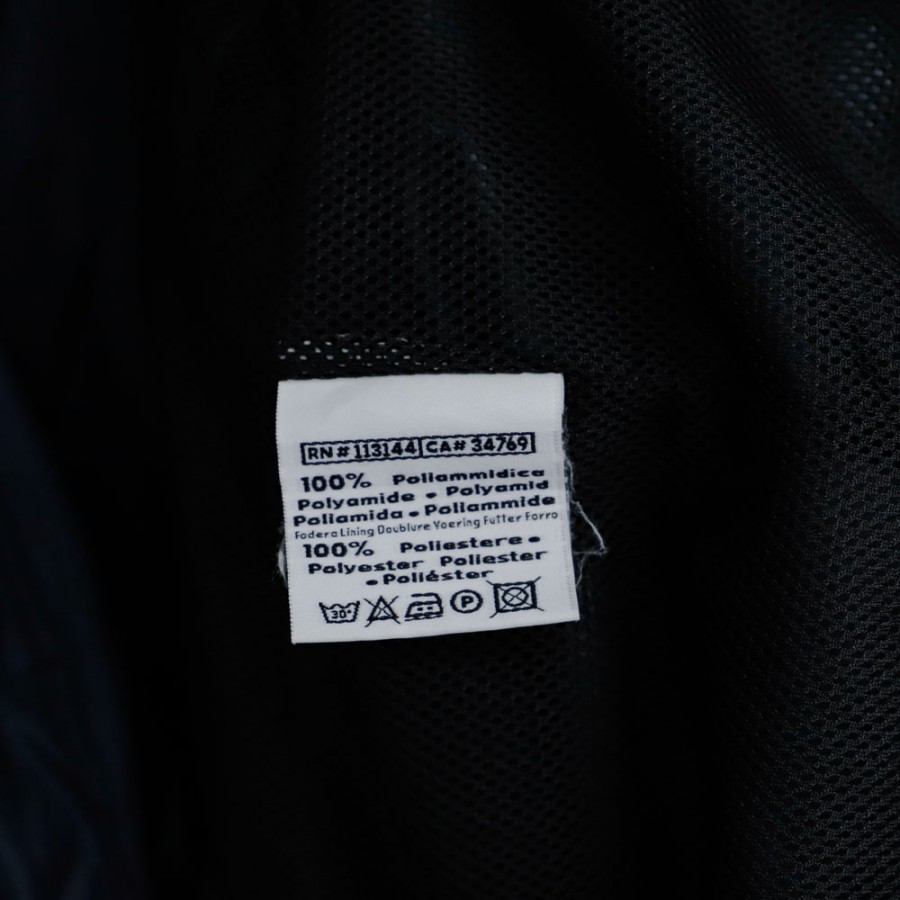 RN # 113144 CA# 34769
100% Poliammidica
Polyamide • Polyamid
Poliamida • Poliammide
Fodera Lining Doublure Voering Futter Forro
100% Poliestere •
Polyester Poliester
• Poliéster
30° P